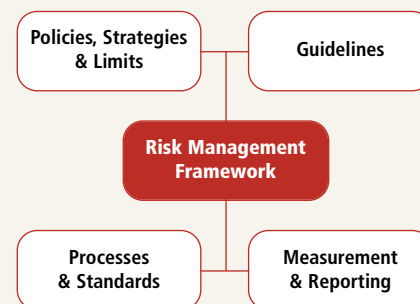 Policies, Strategies
& Limits
Guidelines
Risk Management
Framework
Processes
& Standards
Measurement
& Reporting